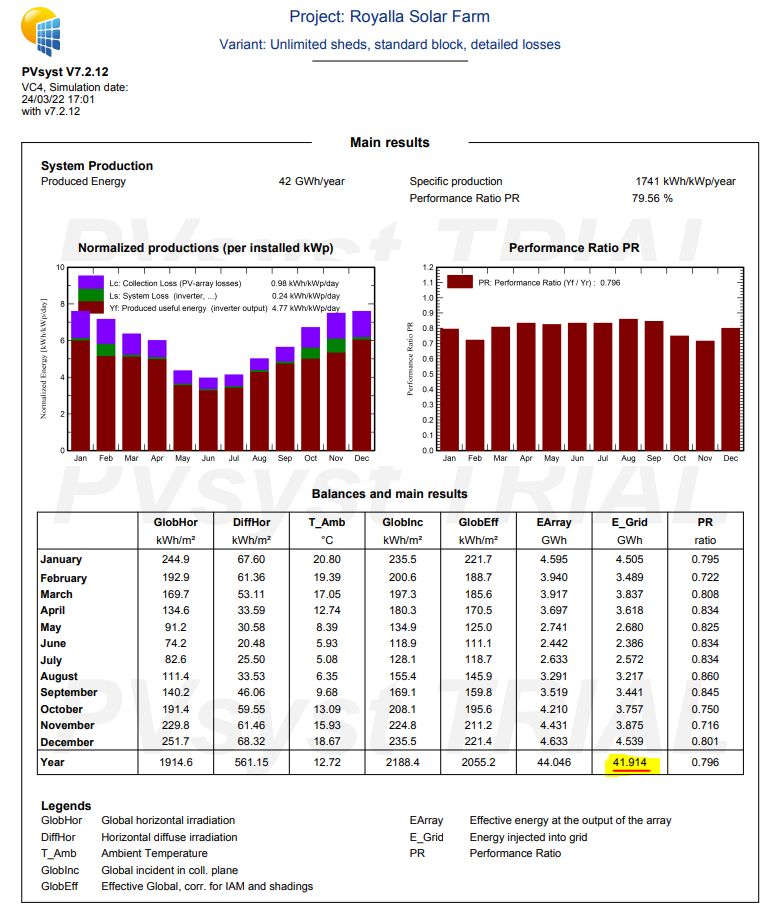 Project: Royalla Solar Farm
Variant: Unlimited sheds, standard block, detailed losses
PVsyst V7.2.12
VC4, Simulation date:
24/03/22 17:01
with v7.2.12
Main results
System Production
Produced Energy 42 GWh/year Specific production 1741 kWh/kWp/year
Performance Ratio PR 79.56 %
PVsyst TRIAL
Normalized productions (per installed kWp) Performance Ratio PR
Lc: Collection Loss (PV-array losses) 0.98 kWh/kWp/day
Ls: System Loss (inverter, ...) 0.24 kWh/kWp/day
Yf: Produced useful energy (inverter output) 4.77 kWh/kWp/day
Normalized Energy [kWh/kWp/day]
10
8
6
4
2
0
Jan Feb Mar Apr May Jun Jul Aug Sep Oct Nov Dec
PR: Performance Ratio (Yf / Yr) : 0.796
Performance Ratio PR
1.2
1.1
1.0
0.9
0.8
0.7
0.6
0.5
0.4
0.3
0.2
0.1
0.0
Jan Feb Mar Apr May Jun Jul Aug Sep Oct Nov Dec
PVsyst TRIAL
Balances and main results
GlobHor DiffHor T_Amb GlobInc GlobEff EArray E_Grid PR
kWh/m² kWh/m² °C kWh/m² kWh/m² GWh GWh ratio
January 244.9 67.60 20.80 235.5 221.7 4.595 4.505 0.795
February 192.9 61.36 19.39 200.6 188.7 3.940 3.489 0.722
March 169.7 53.11 17.05 197.3 185.6 3.917 3.837 0.808
April 134.6 33.59 12.74 180.3 170.5 3.697 3.618 0.834
May 91.2 30.58 8.39 134.9 125.0 2.741 2.680 0.825
June 74.2 20.48 5.93 118.9 111.1 2.442 2.386 0.834
July 82.6 25.50 5.08 128.1 118.7 2.633 2.572 0.834
August 111.4 33.53 6.35 155.4 145.9 3.291 3.217 0.860
September 140.2 46.06 9.68 169.1 159.8 3.519 3.441 0.845
October 191.4 59.55 13.09 208.1 195.6 4.210 3.757 0.750
November 229.8 61.46 15.93 224.8 211.2 4.431 3.875 0.716
December 251.7 68.32 18.67 235.5 221.4 4.633 4.539 0.801
Year 1914.6 561.15 12.72 2188.4 2055.2 44.046 41.914 0.796
PVsyst TRIAL
Legends
GlobHor Global horizontal irradiation EArray Effective energy at the output of the array
DiffHor Horizontal diffuse irradiation E_Grid Energy injected into grid
T_Amb Ambient Temperature PR Performance Ratio
GlobInc Global incident in coll. plane
GlobEff Effective Global, corr. for IAM and shadings